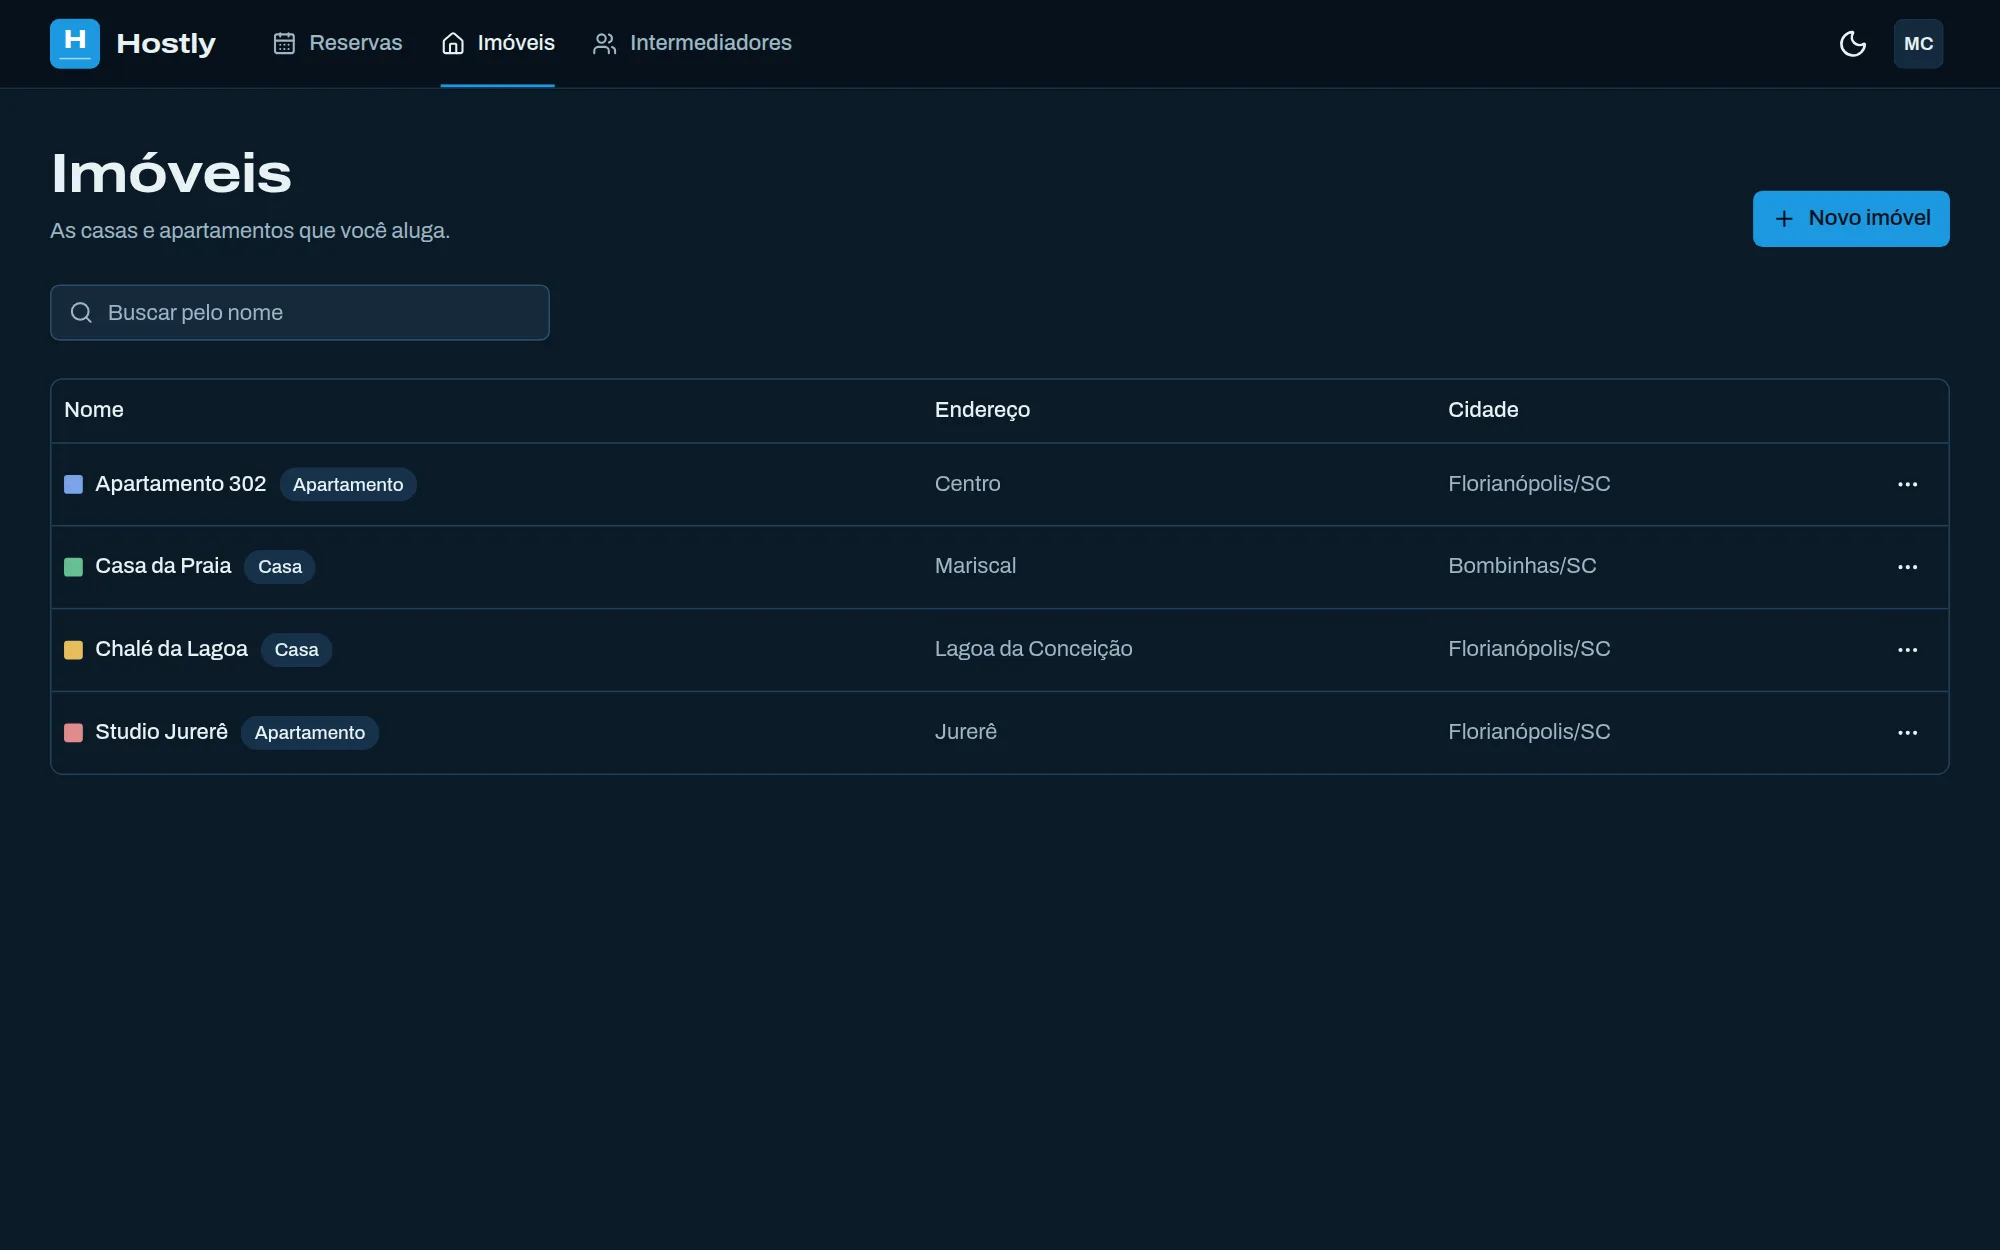 H Hostly Reservas Imóveis Intermediadores MC
Imóveis
As casas e apartamentos que você aluga.
Novo imóvel
Buscar pelo nome
Nome Endereço Cidade
Apartamento 302 Apartamento Centro Florianópolis/SC
Casa da Praia Casa Mariscal Bombinhas/SC
Chalé da Lagoa Casa Lagoa da Conceição Florianópolis/SC
Studio Jurerê Apartamento Jurerê Florianópolis/SC